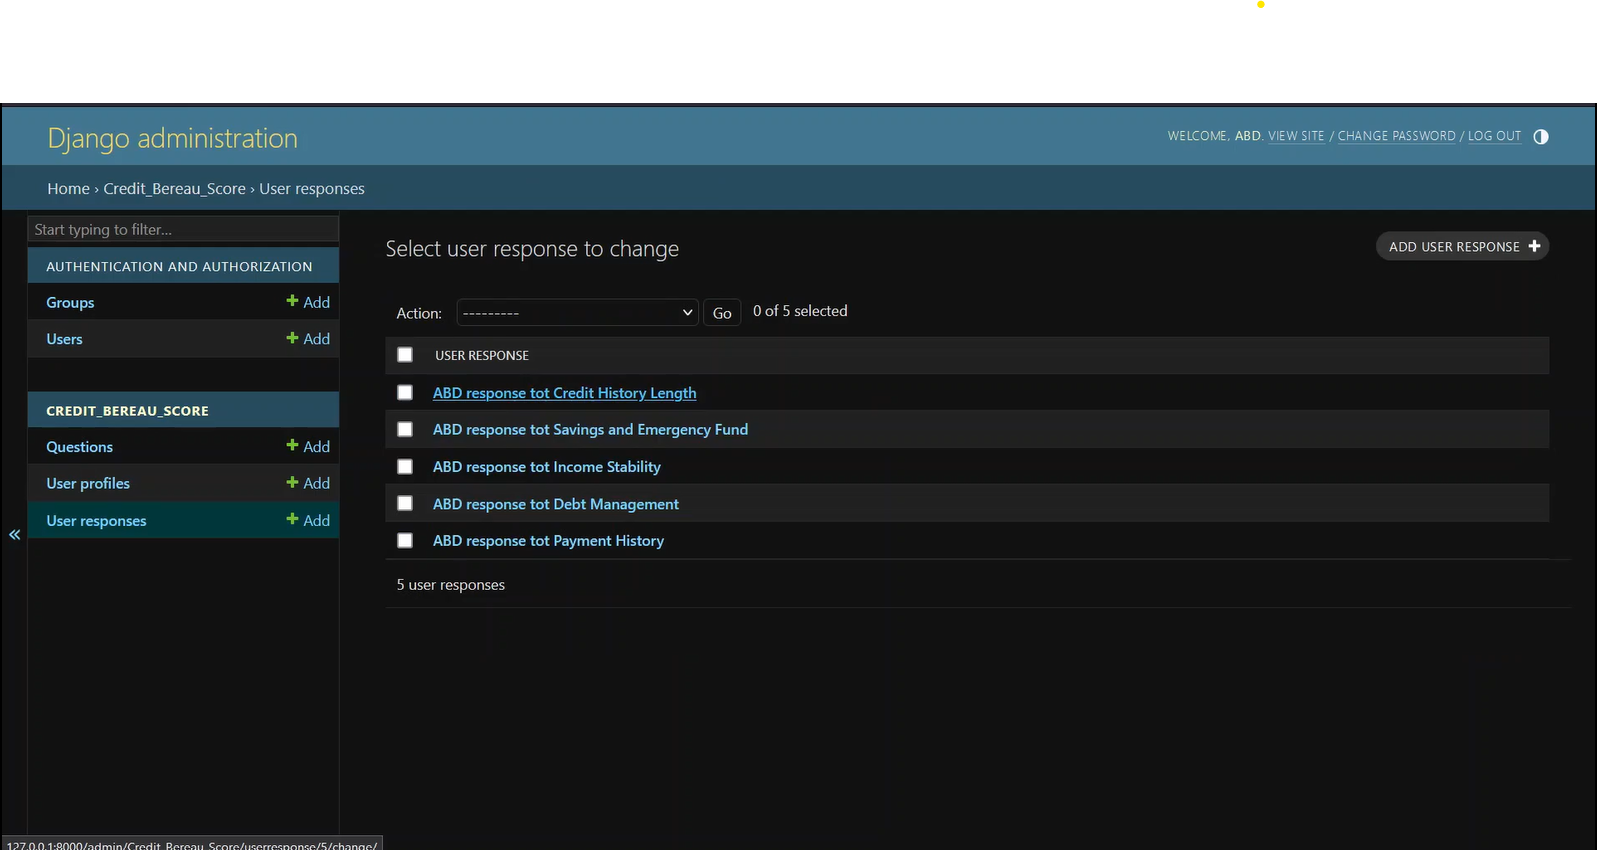 Django administration
WELCOME, ABD. VIEW SITE / CHANGE PASSWORD / LOG OUT
Home › Credit_Bereau_Score › User responses
Start typing to filter...
AUTHENTICATION AND AUTHORIZATION
Groups + Add
Users + Add
CREDIT_BEREAU_SCORE
Questions + Add
User profiles + Add
User responses + Add
«
Select user response to change
ADD USER RESPONSE +
Action: --------- Go 0 of 5 selected
USER RESPONSE
ABD response tot Credit History Length
ABD response tot Savings and Emergency Fund
ABD response tot Income Stability
ABD response tot Debt Management
ABD response tot Payment History
5 user responses
127.0.0.1:8000/admin/Credit_Bereau_Score/userresponse/5/change/